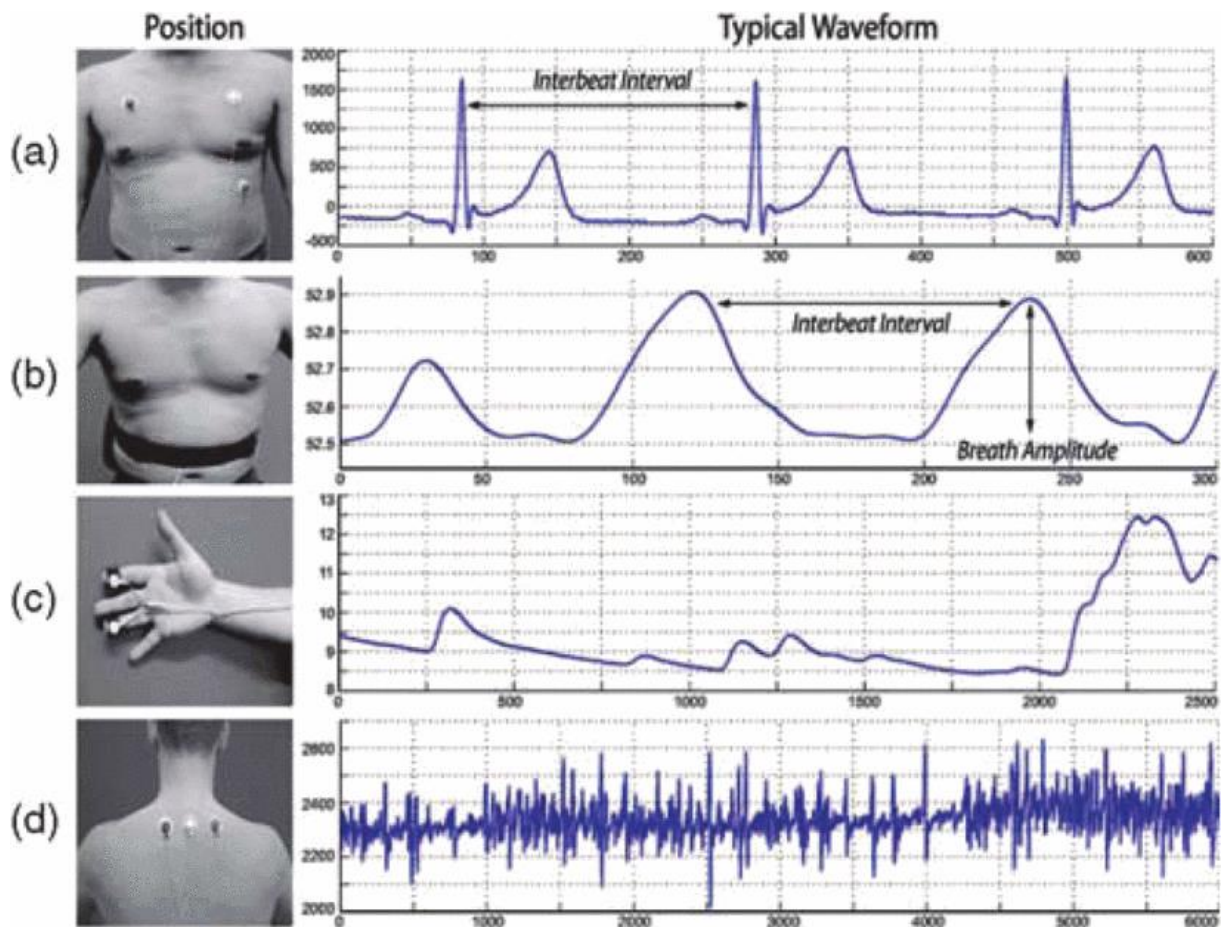 Position Typical Waveform
(a)
2000
1500
1000
500
0
-500
Interbeat Interval
0 100 200 300 400 500 600
(b)
52.9
52.8
52.7
52.6
52.5
Interbeat Interval
Breath Amplitude
0 50 100 150 200 250 300
(c)
13
12
11
10
9
8
0 500 1000 1500 2000 2500
(d)
2600
2400
2200
2000
0 1000 2000 3000 4000 5000 6000